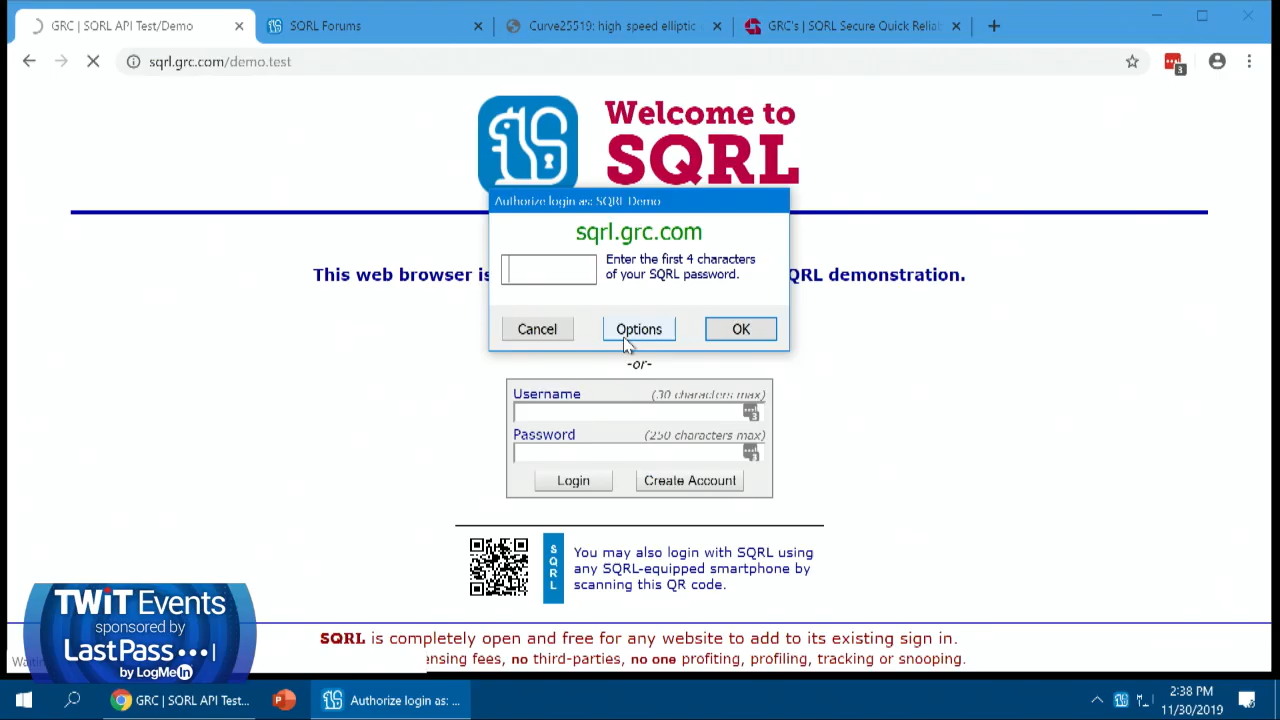 GRC | SQRL API Test/Demo
SQRL Forums
Curve25519: high speed elliptic
GRC's | SQRL Secure Quick Reliab
sqrl.grc.com/demo.test
3
Welcome to
SQRL
Authorize login as: SQRL Demo
sqrl.grc.com
Enter the first 4 characters
of your SQRL password.
This web browser is
QRL demonstration.
Cancel
Options
OK
-or-
Username
(30 characters max)
3
Password
(250 characters max)
3
Login
Create Account
SQRL
You may also login with SQRL using
any SQRL-equipped smartphone by
scanning this QR code.
TWiT Events
sponsored by
LastPass
by LogMeIn
SQRL is completely open and free for any website to add to its existing sign in.
ensing fees, no third-parties, no one profiting, profiling, tracking or snooping.
Waitin
GRC | SQRL API Test...
Authorize login as: ...
2:38 PM
11/30/2019